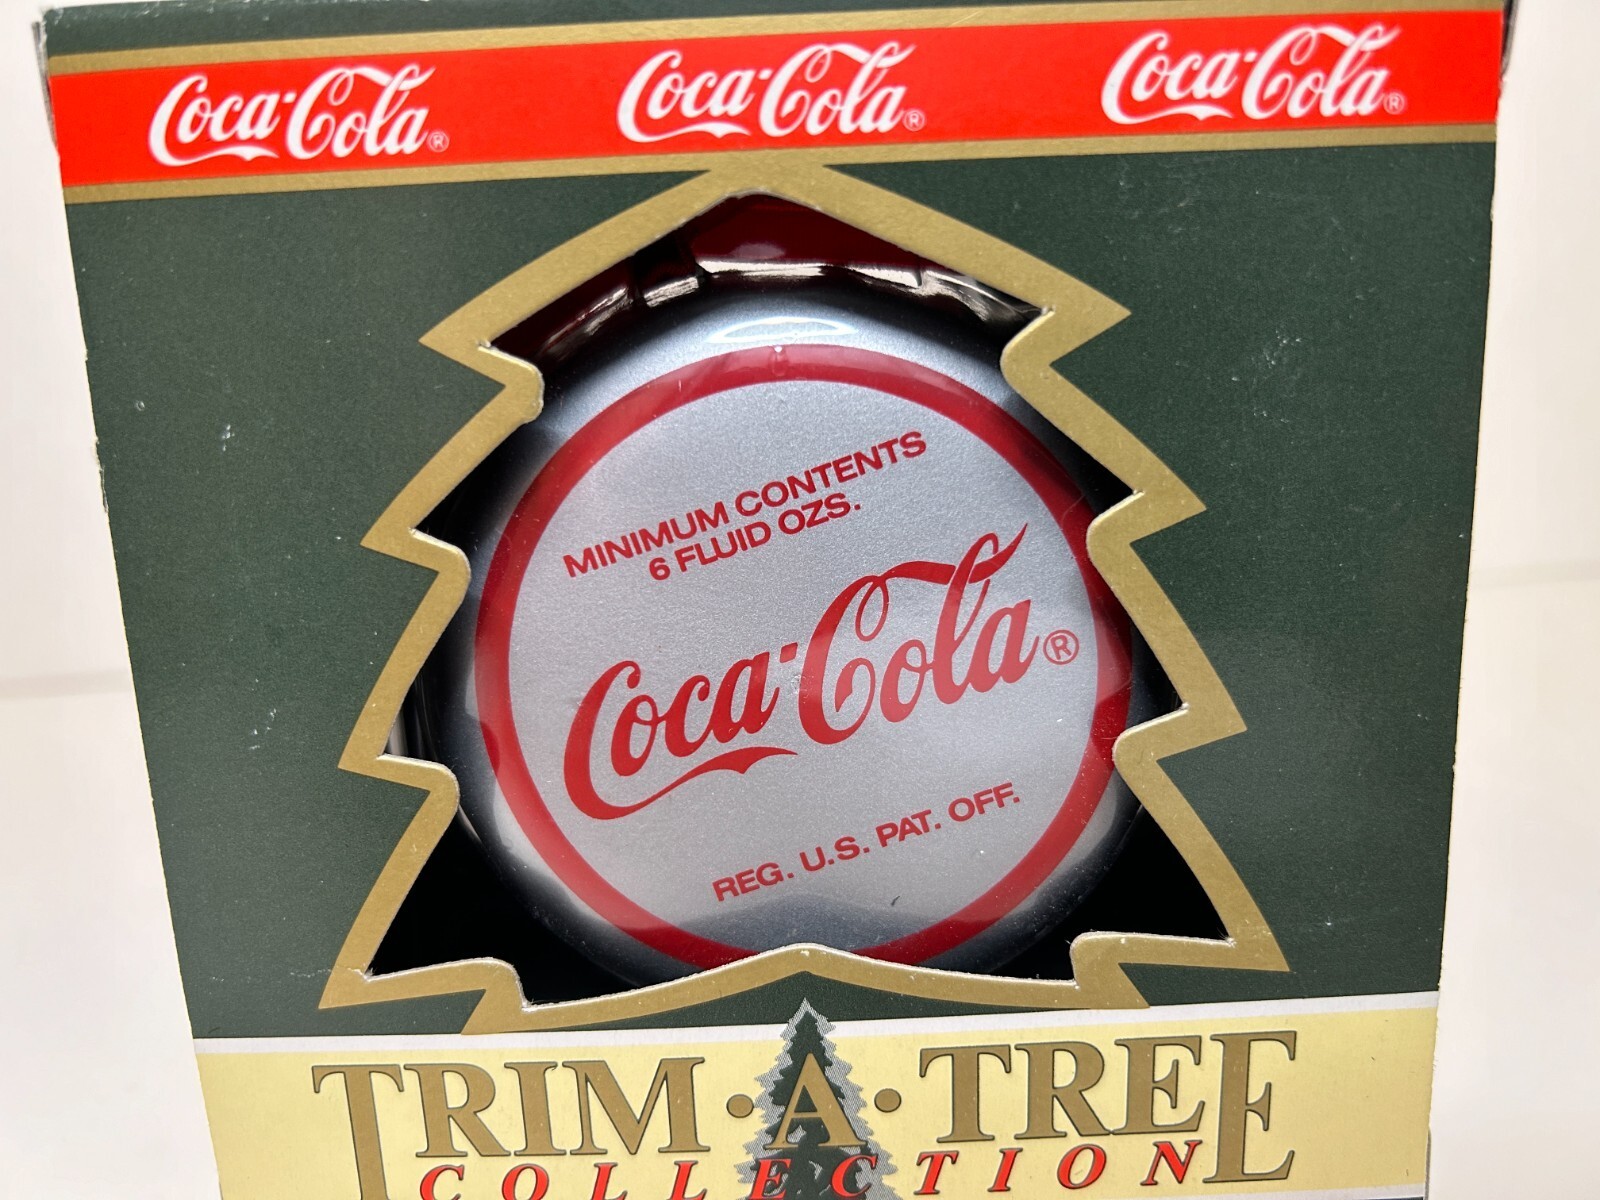 Coca-Cola® Coca-Cola® Coca-Cola®
MINIMUM CONTENTS
6 FLUID OZS.
Coca-Cola®
REG. U.S. PAT. OFF.
TRIM·A·TREE
COLLECTION